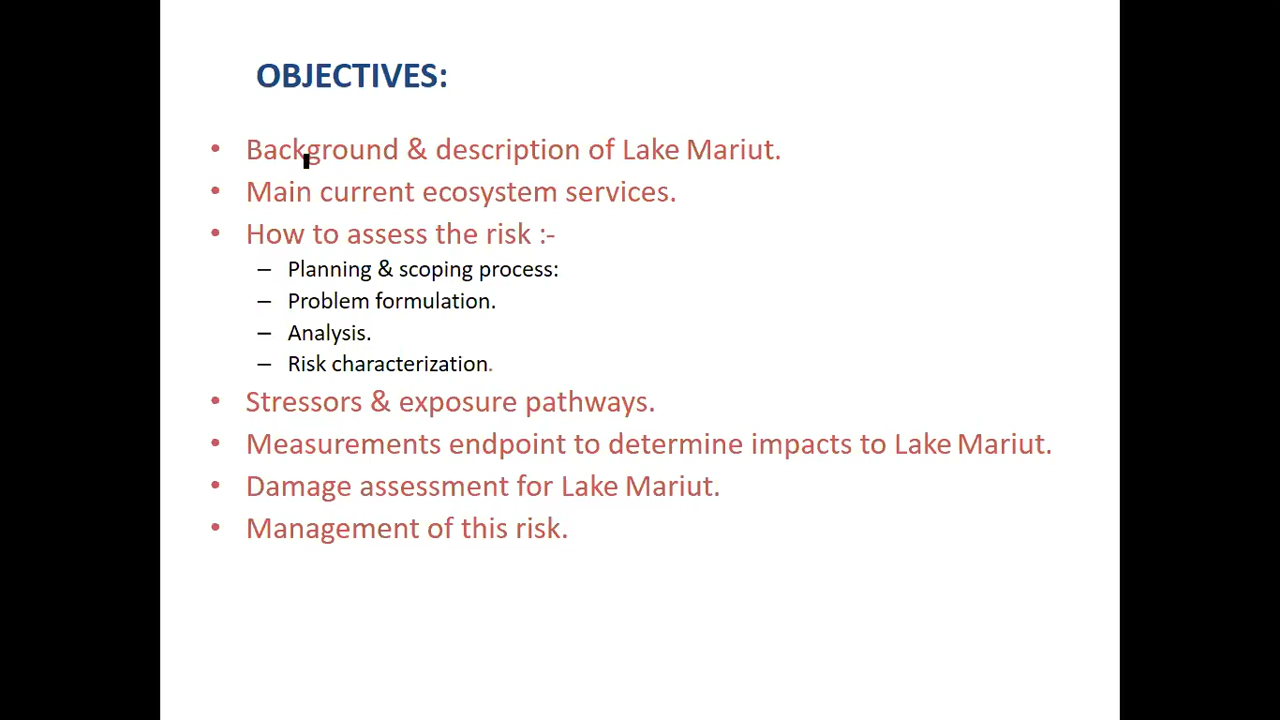 OBJECTIVES:
• Background & description of Lake Mariut.
• Main current ecosystem services.
• How to assess the risk :-
– Planning & scoping process:
– Problem formulation.
– Analysis.
– Risk characterization.
• Stressors & exposure pathways.
• Measurements endpoint to determine impacts to Lake Mariut.
• Damage assessment for Lake Mariut.
• Management of this risk.